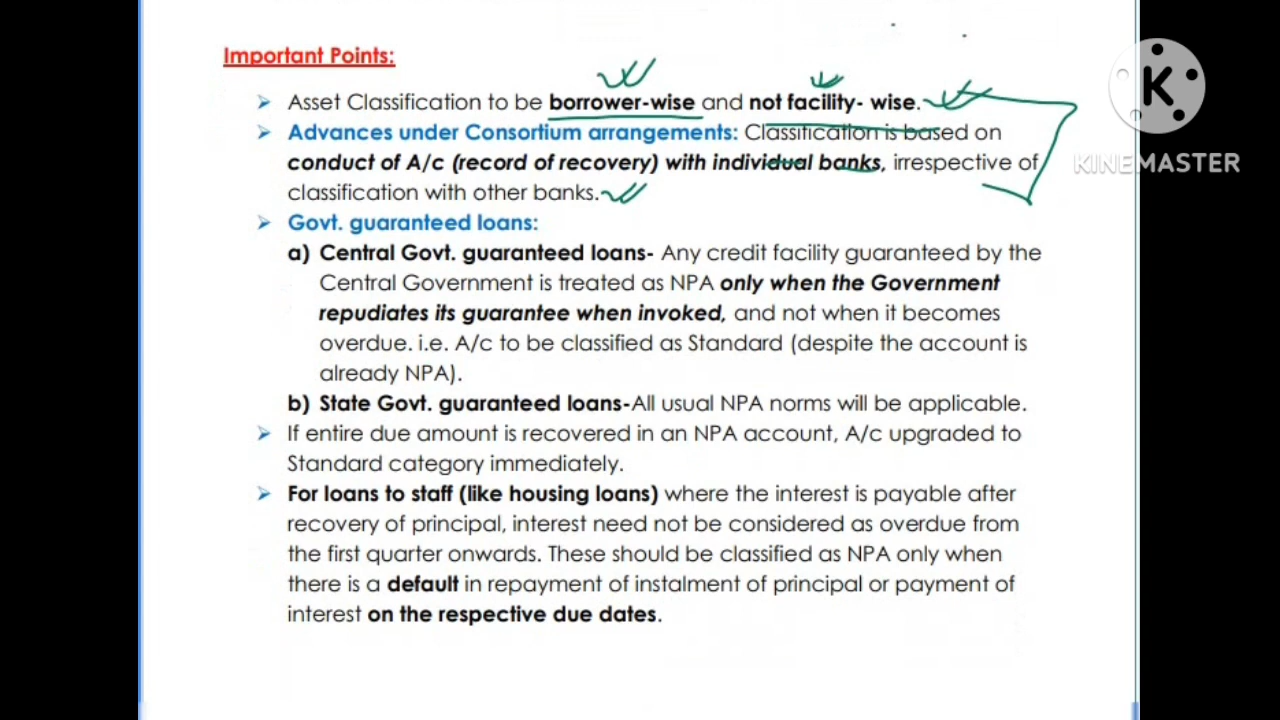 Important Points:
➢ Asset Classification to be borrower-wise and not facility- wise.
➢ Advances under Consortium arrangements: Classification is based on
conduct of A/c (record of recovery) with individual banks, irrespective of
classification with other banks.
➢ Govt. guaranteed loans:
a) Central Govt. guaranteed loans- Any credit facility guaranteed by the
Central Government is treated as NPA only when the Government
repudiates its guarantee when invoked, and not when it becomes
overdue. i.e. A/c to be classified as Standard (despite the account is
already NPA).
b) State Govt. guaranteed loans-All usual NPA norms will be applicable.
➢ If entire due amount is recovered in an NPA account, A/c upgraded to
Standard category immediately.
➢ For loans to staff (like housing loans) where the interest is payable after
recovery of principal, interest need not be considered as overdue from
the first quarter onwards. These should be classified as NPA only when
there is a default in repayment of instalment of principal or payment of
interest on the respective due dates.
K
KINEMASTER